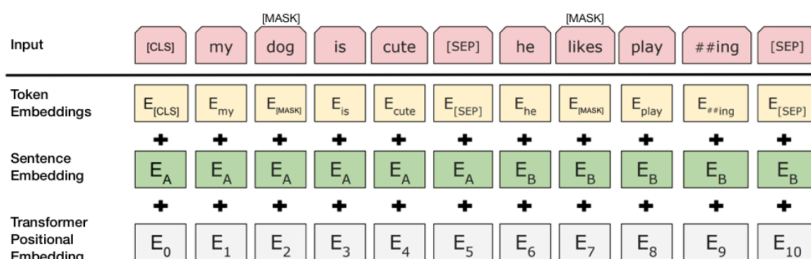 [MASK] [MASK]
Input [CLS] my dog is cute [SEP] he likes play ##ing [SEP]
Token
Embeddings E[CLS] Emy E[MASK] Eis Ecute E[SEP] Ehe E[MASK] Eplay E##ing E[SEP]
+ + + + + + + + + + +
Sentence
Embedding EA EA EA EA EA EA EB EB EB EB EB
+ + + + + + + + + + +
Transformer
Positional
Embedding E0 E1 E2 E3 E4 E5 E6 E7 E8 E9 E10